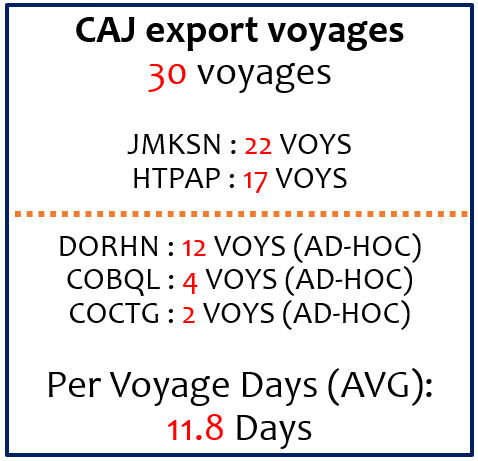 CAJ export voyages
30 voyages
JMKSN : 22 VOYS
HTPAP : 17 VOYS
DORHN : 12 VOYS (AD-HOC)
COBQL : 4 VOYS (AD-HOC)
COCTG : 2 VOYS (AD-HOC)
Per Voyage Days (AVG):
11.8 Days